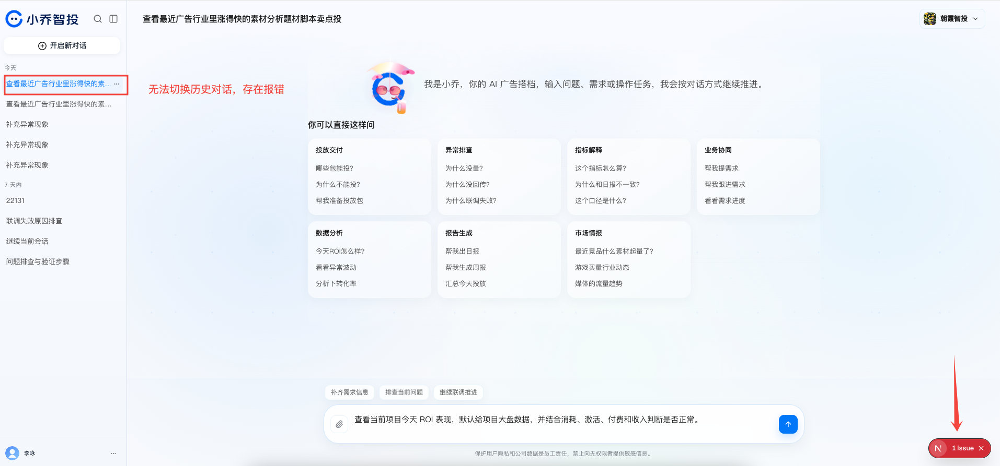 小乔智投
查看最近广告行业里涨得快的素材分析题材脚本卖点投
朝霞智投
开启新对话
今天
查看最近广告行业里涨得快的素...
查看最近广告行业里涨得快的素...
补充异常现象
补充异常现象
补充异常现象
7 天内
22131
联调失败原因排查
继续当前会话
问题排查与验证步骤
李咏
无法切换历史对话，存在报错
我是小乔，你的 AI 广告搭档，输入问题、需求或操作任务，我会按对话方式继续推进。
你可以直接这样问
投放交付
哪些包能投？
为什么不能投？
帮我准备投放包
异常排查
为什么没量？
为什么没回传？
为什么联调失败？
指标解释
这个指标怎么算？
为什么和日报不一致？
这个口径是什么？
业务协同
帮我提需求
帮我跟进需求
看看需求进度
数据分析
今天ROI怎么样？
看看异常波动
分析下转化率
报告生成
帮我出日报
帮我生成周报
汇总今天投放
市场情报
最近竞品什么素材起量了？
游戏买量行业动态
媒体的流量趋势
补齐需求信息
排查当前问题
继续联调推进
查看当前项目今天 ROI 表现，默认给项目大盘数据，并结合消耗、激活、付费和收入判断是否正常。
保护用户隐私和公司数据是员工责任，禁止向无权限者提供敏感信息。
N 1 Issue